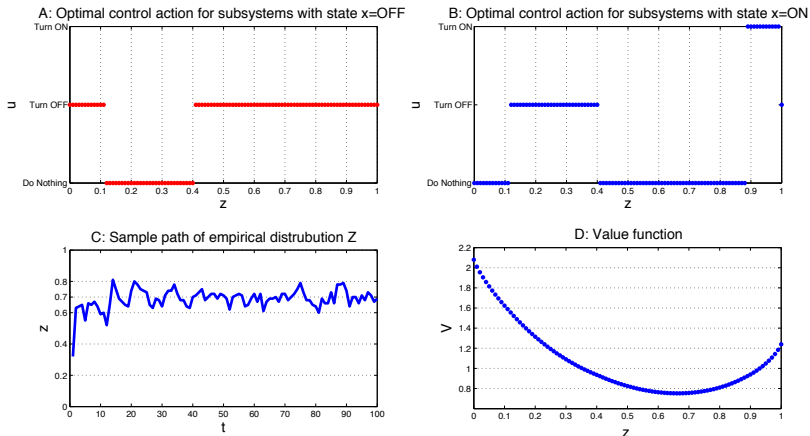 A: Optimal control action for subsystems with state x=OFF
Turn ON
Turn OFF
Do Nothing
u
0 0.1 0.2 0.3 0.4 0.5 0.6 0.7 0.8 0.9 1
z
B: Optimal control action for subsystems with state x=ON
Turn ON
Turn OFF
Do Nothing
u
0 0.1 0.2 0.3 0.4 0.5 0.6 0.7 0.8 0.9 1
z
C: Sample path of empirical distrubution Z
1
0.8
0.7
0.6
0.4
0.2
0
z
0 10 20 30 40 50 60 70 80 90 100
t
D: Value function
2.2
2
1.8
1.6
1.4
1.2
1
0.8
V
0 0.1 0.2 0.3 0.4 0.5 0.6 0.7 0.8 0.9 1
z